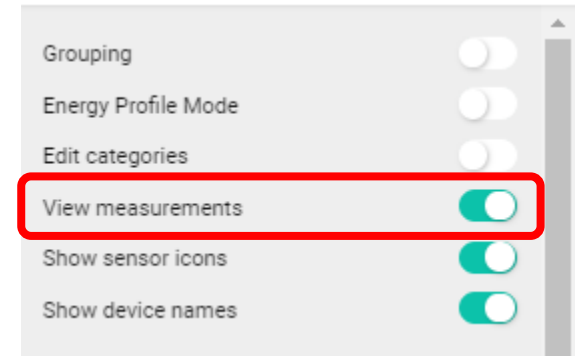 Grouping
Energy Profile Mode
Edit categories
View measurements
Show sensor icons
Show device names